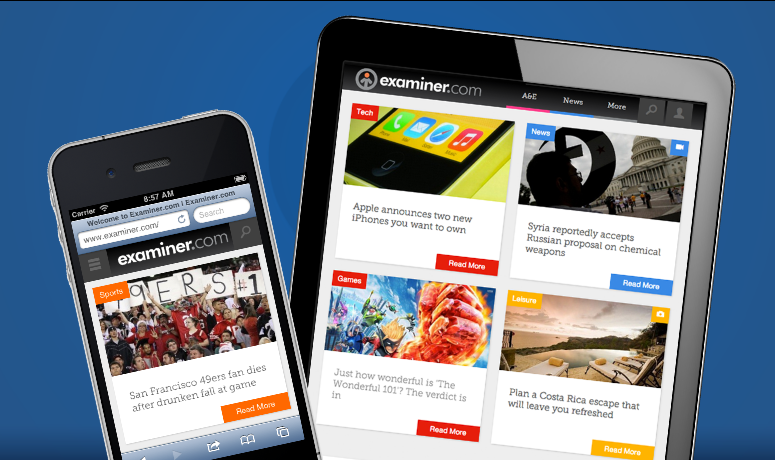 Carrier
8:57 AM
Welcome to Examiner.com | Examiner.com
www.examiner.com/
Search
examiner.com
Sports
9ERS #1
San Francisco 49ers fan dies
after drunken fall at game
Read More
examiner.com
A&E
News
More
Tech
Apple announces two new
iPhones you want to own
Read More
News
Syria reportedly accepts
Russian proposal on chemical
weapons
Read More
Games
Just how wonderful is 'The
Wonderful 101'? The verdict is
in
Read More
Leisure
Plan a Costa Rica escape that
will leave you refreshed
Read More